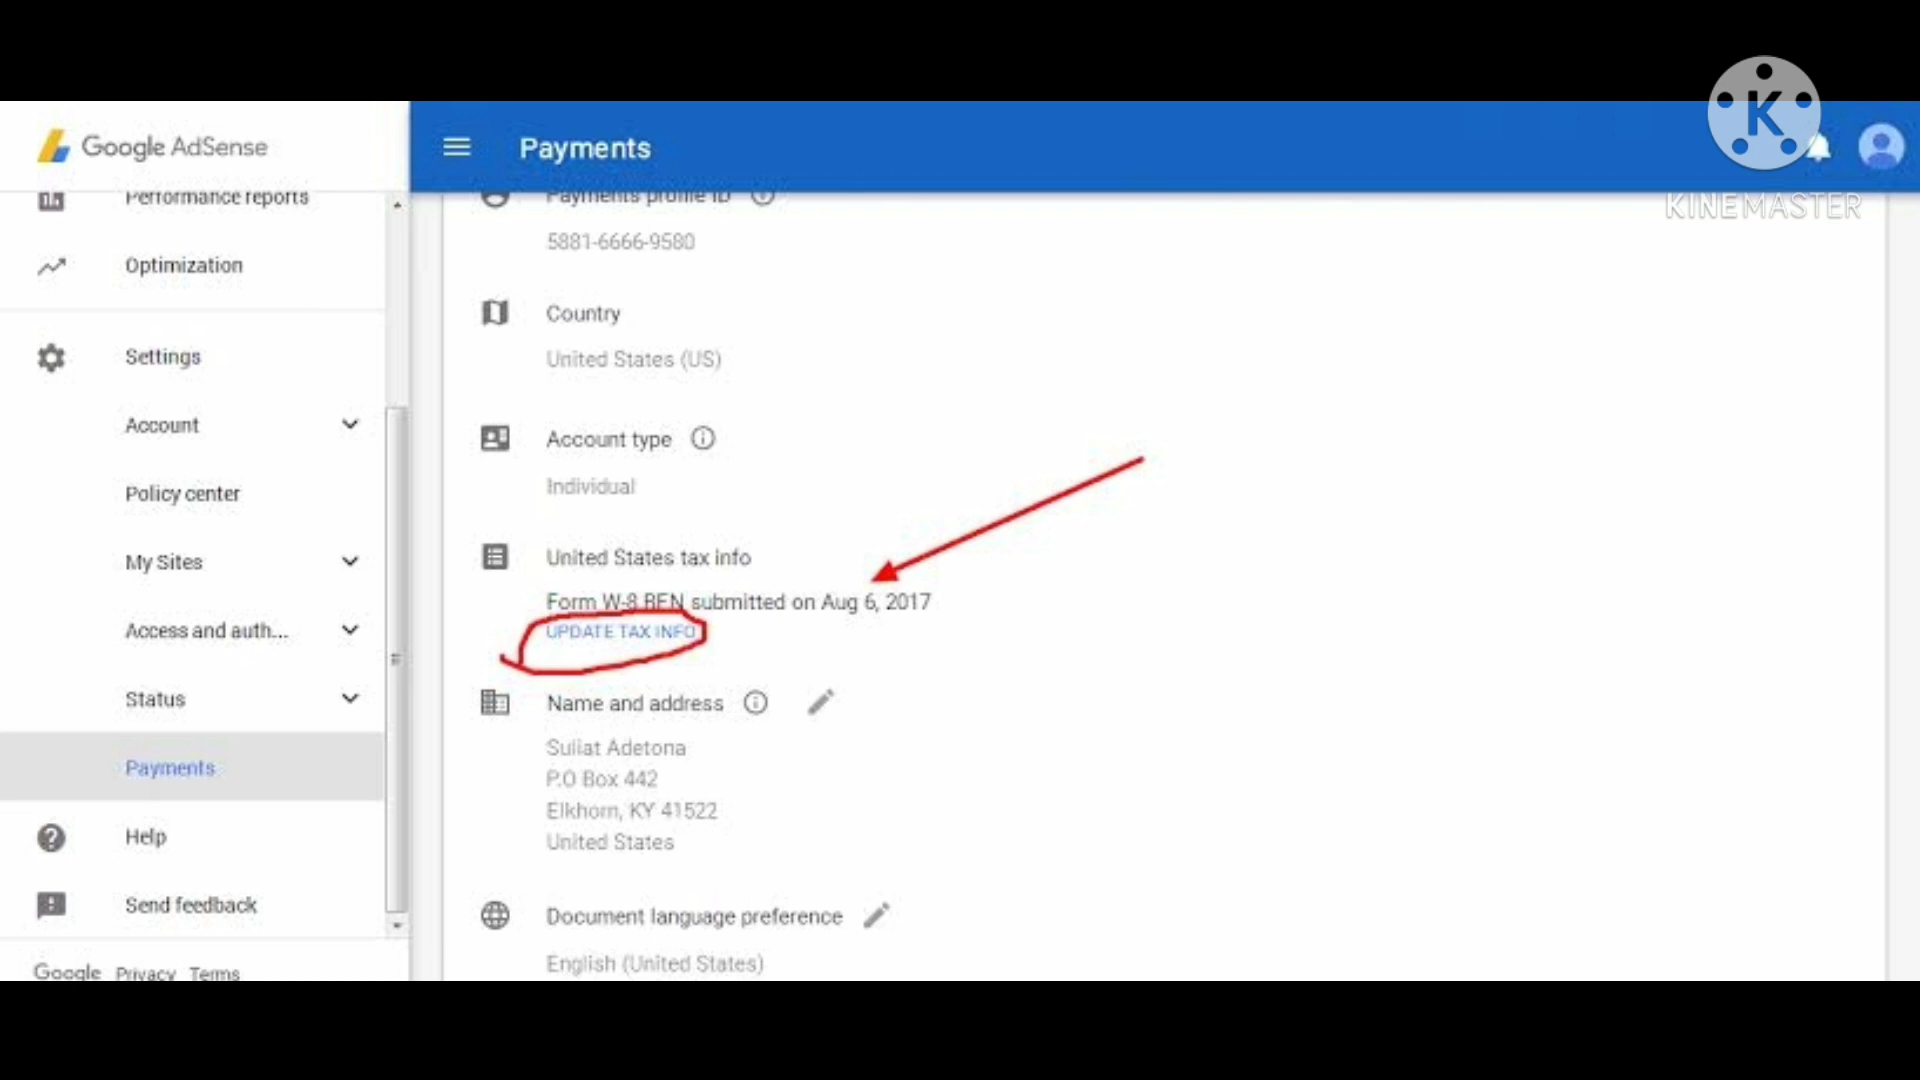 Google AdSense
Payments
K
KINEMASTER
Performance reports
Optimization
Settings
Account
Policy center
My Sites
Access and auth...
Status
Payments
Help
Send feedback
Google Privacy Terms
Payments profile ID
5881-6666-9580
Country
United States (US)
Account type
Individual
United States tax info
Form W-8 BEN submitted on Aug 6, 2017
UPDATE TAX INFO
Name and address
Suliat Adetona
P.O Box 442
Elkhorn, KY 41522
United States
Document language preference
English (United States)